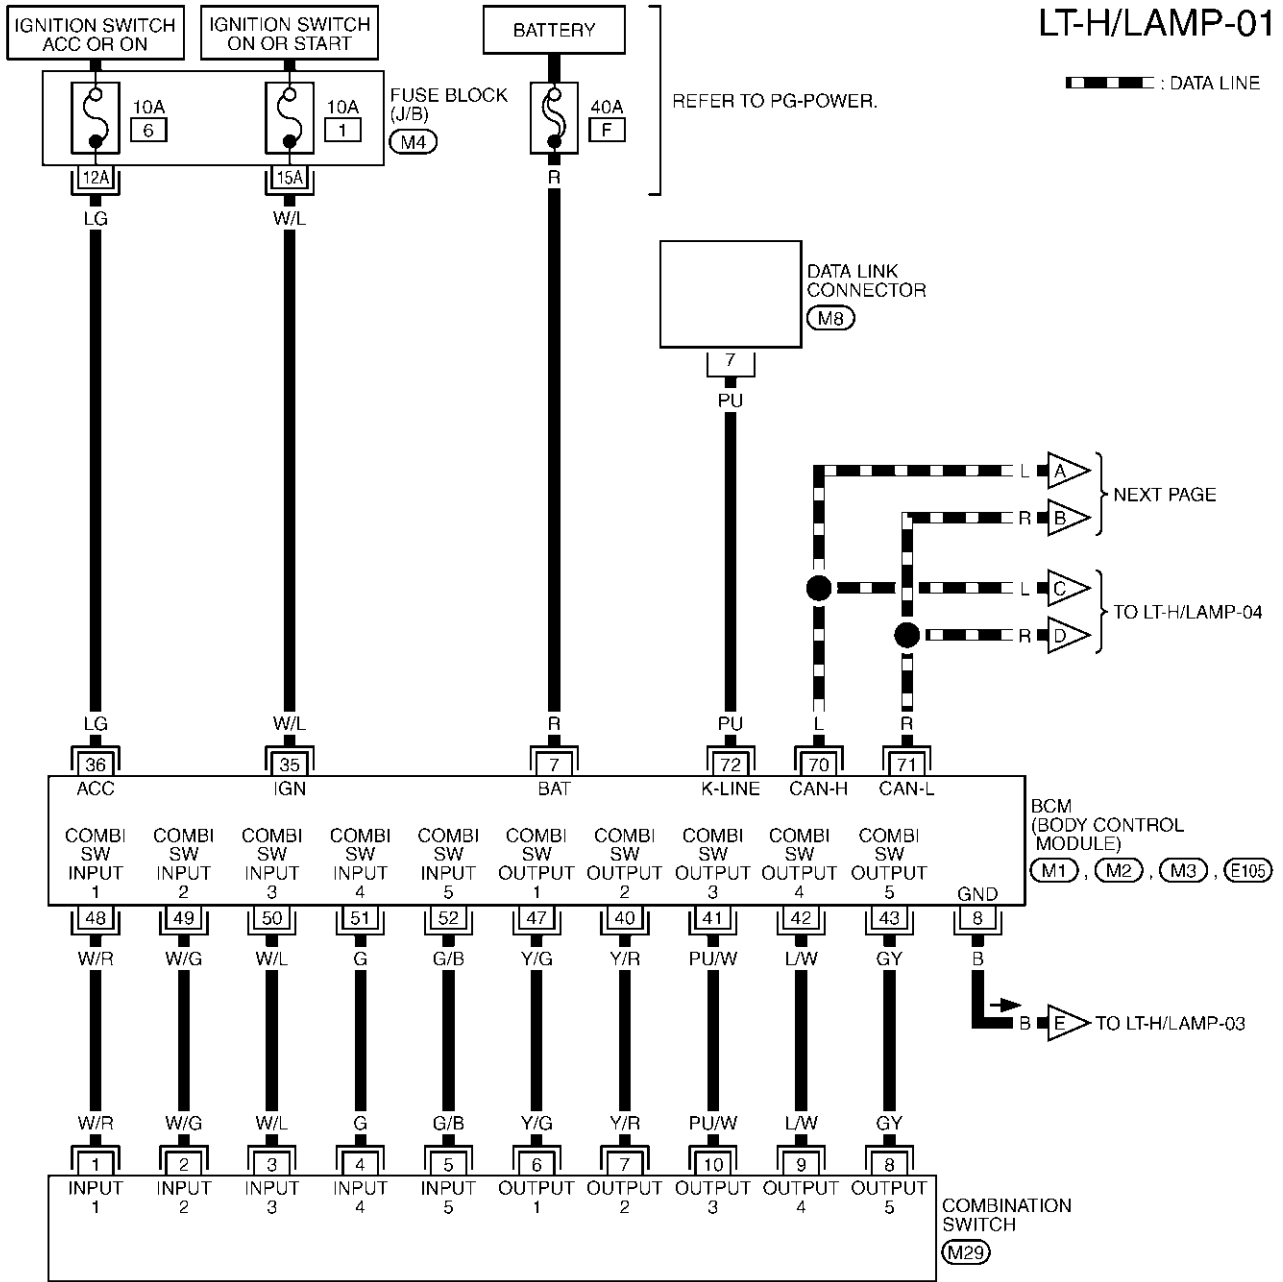 LT-H/LAMP-01
: DATA LINE
IGNITION SWITCH
ACC OR ON
IGNITION SWITCH
ON OR START
BATTERY
10A
6
10A
1
FUSE BLOCK
(J/B)
M4
40A
F
REFER TO PG-POWER.
12A
15A
R
LG
W/L
DATA LINK
CONNECTOR
M8
7
PU
L
A
R
B
NEXT PAGE
L
C
R
D
TO LT-H/LAMP-04
LG
W/L
R
PU
L
R
36
35
7
72
70
71
ACC
IGN
BAT
K-LINE
CAN-H
CAN-L
BCM
(BODY CONTROL
MODULE)
M1 , M2 , M3 , E105
COMBI
SW
INPUT
1
COMBI
SW
INPUT
2
COMBI
SW
INPUT
3
COMBI
SW
INPUT
4
COMBI
SW
INPUT
5
COMBI
SW
OUTPUT
1
COMBI
SW
OUTPUT
2
COMBI
SW
OUTPUT
3
COMBI
SW
OUTPUT
4
COMBI
SW
OUTPUT
5
GND
48
49
50
51
52
47
40
41
42
43
8
W/R
W/G
W/L
G
G/B
Y/G
Y/R
PU/W
L/W
GY
B
B
E
TO LT-H/LAMP-03
W/R
W/G
W/L
G
G/B
Y/G
Y/R
PU/W
L/W
GY
1
2
3
4
5
6
7
10
9
8
INPUT
1
INPUT
2
INPUT
3
INPUT
4
INPUT
5
OUTPUT
1
OUTPUT
2
OUTPUT
3
OUTPUT
4
OUTPUT
5
COMBINATION
SWITCH
M29